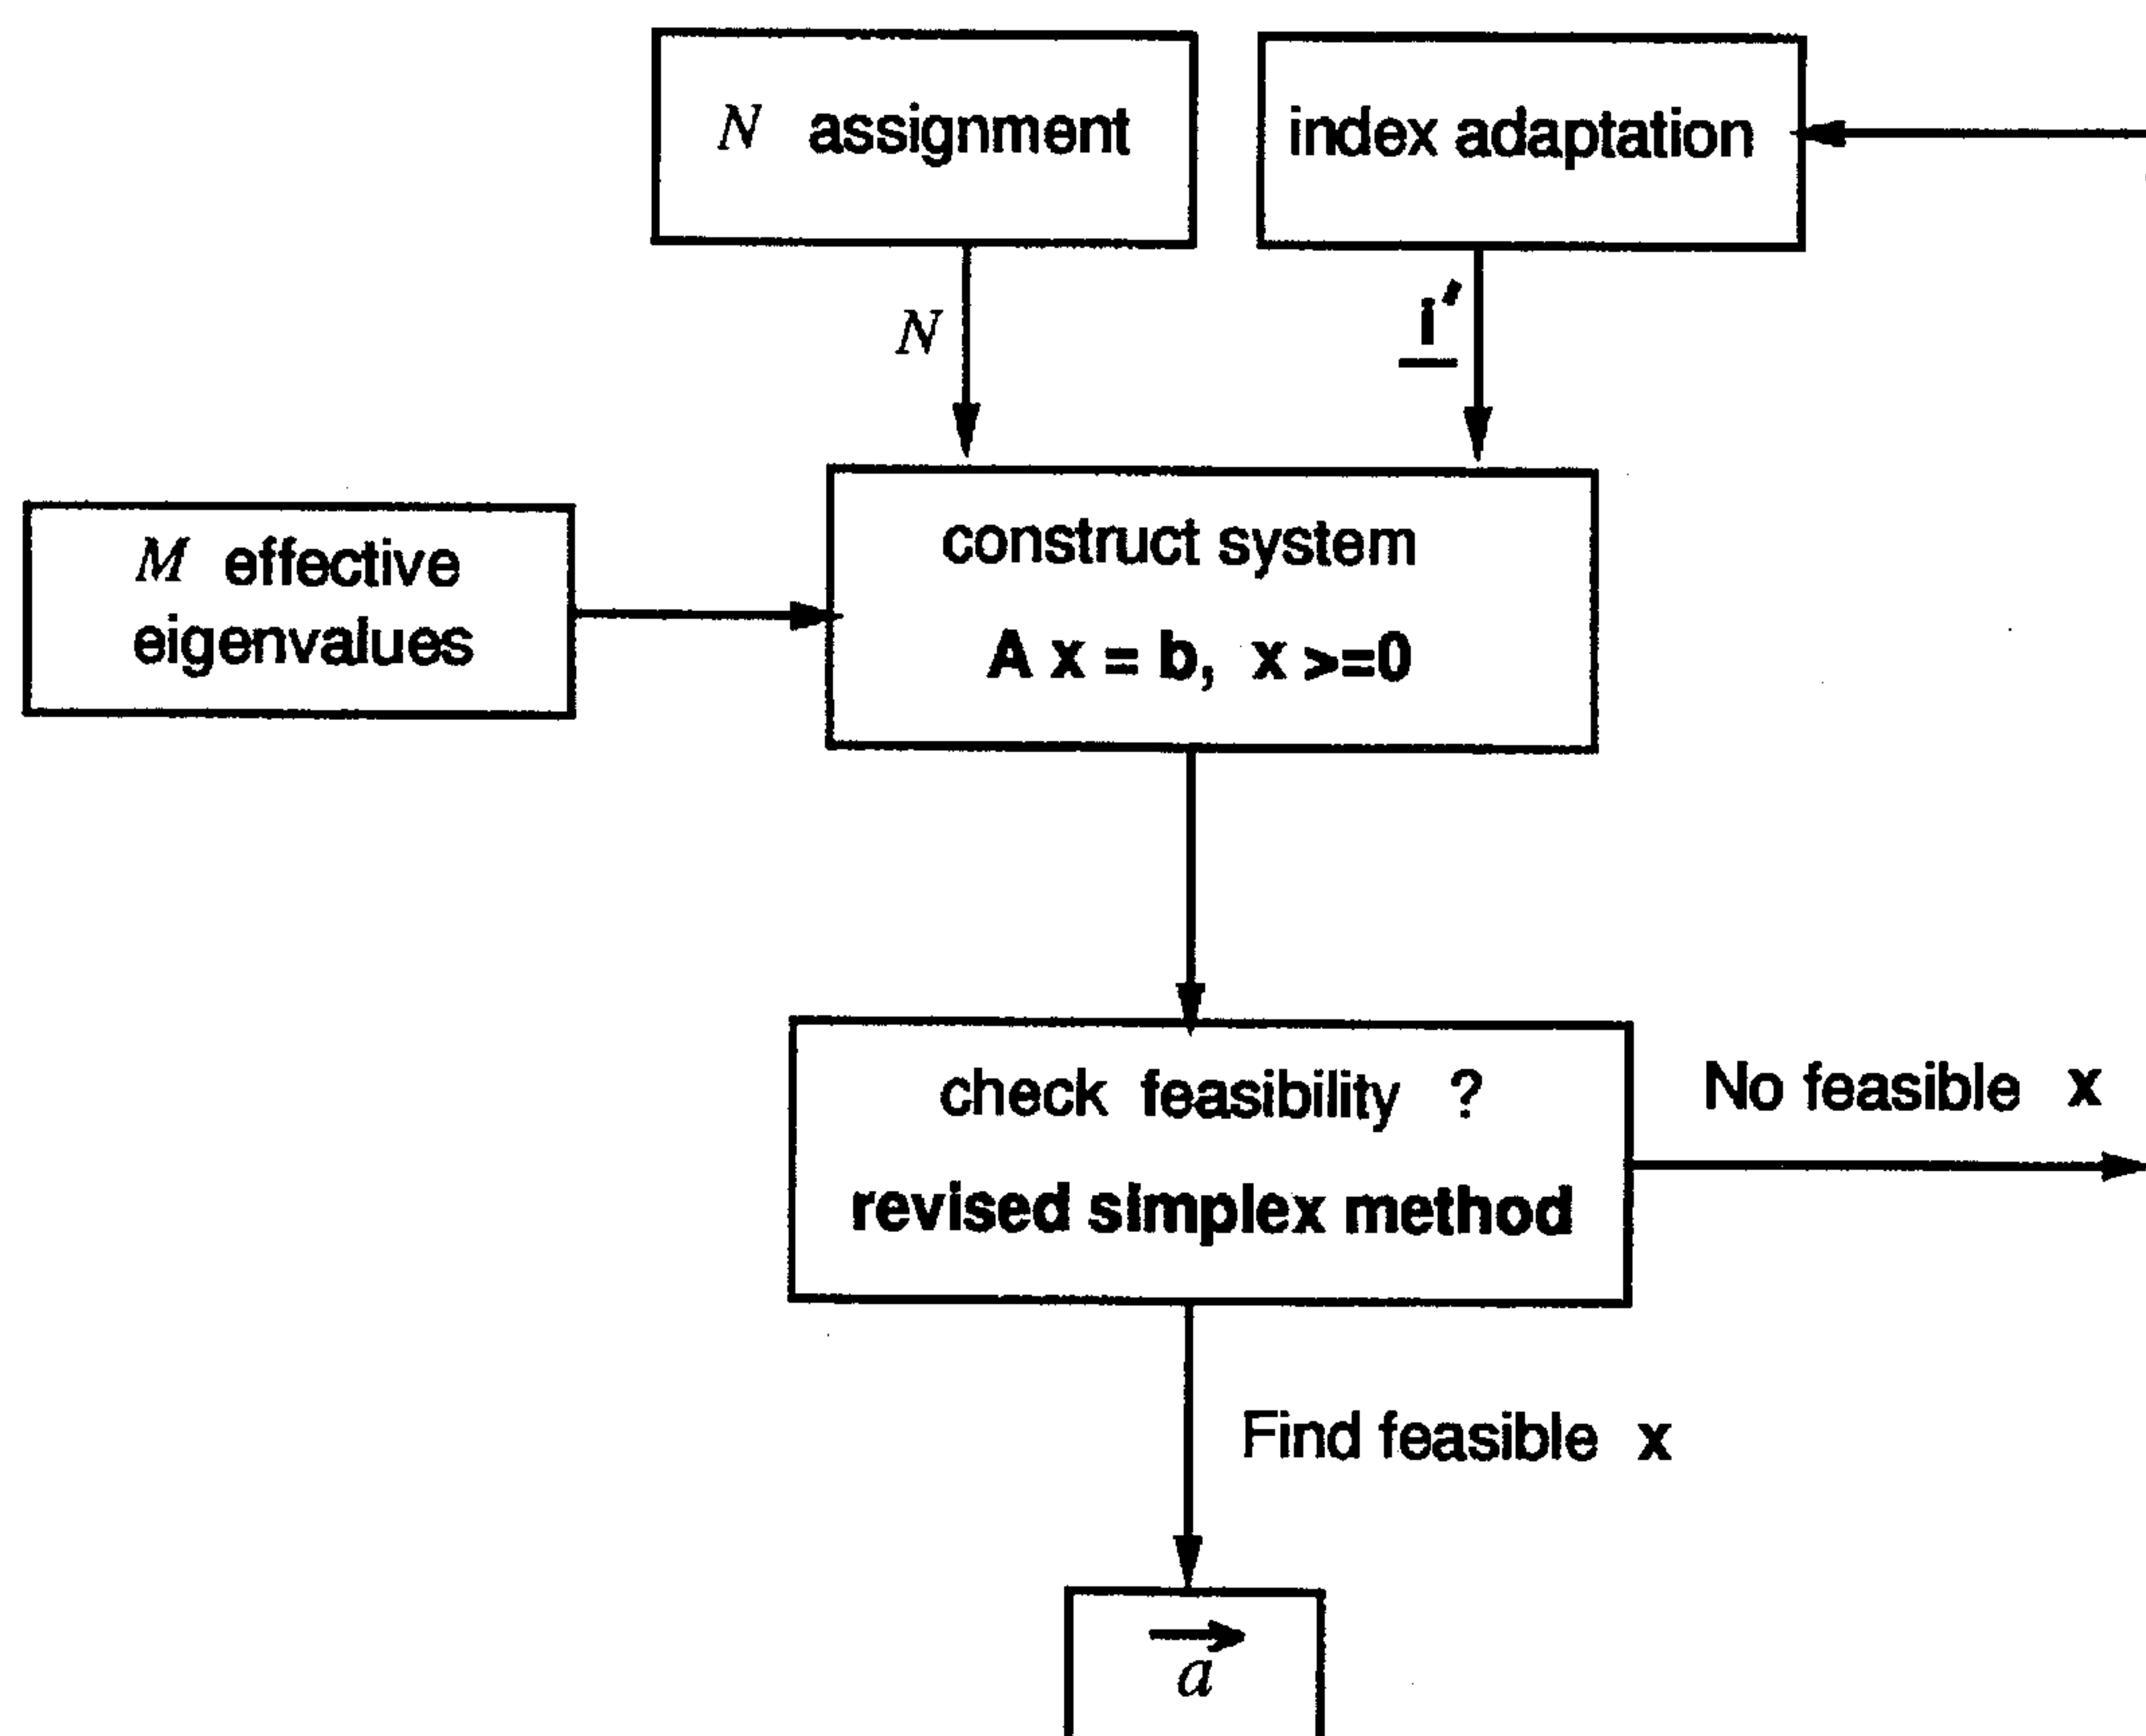 N assignment
index adaptation
N
i′
M effective
eigenvalues
construct system
A x = b, x >=0
check feasibility ?
revised simplex method
No feasible x
Find feasible x
a